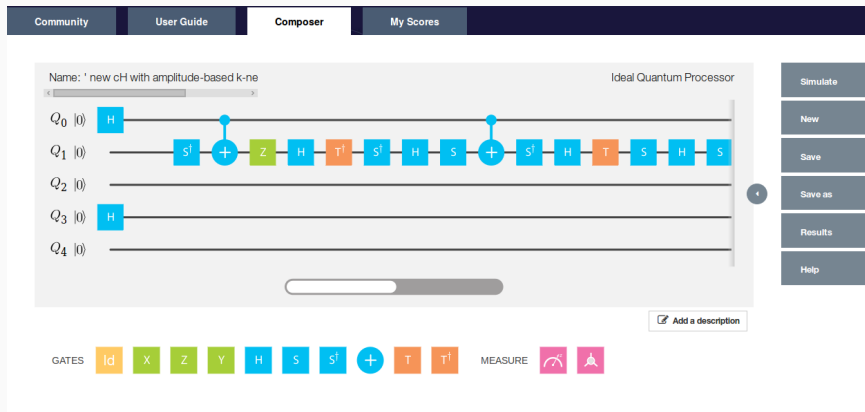 Community User Guide Composer My Scores
Name: ' new cH with amplitude-based k-ne Ideal Quantum Processor
Simulate
New
Save
Save as
Results
Help
Q0 |0⟩ H
Q1 |0⟩ S† + Z H T† S† H S + S† H T S H S
Q2 |0⟩
Q3 |0⟩ H
Q4 |0⟩
Add a description
GATES Id X Z Y H S S† + T T† MEASURE